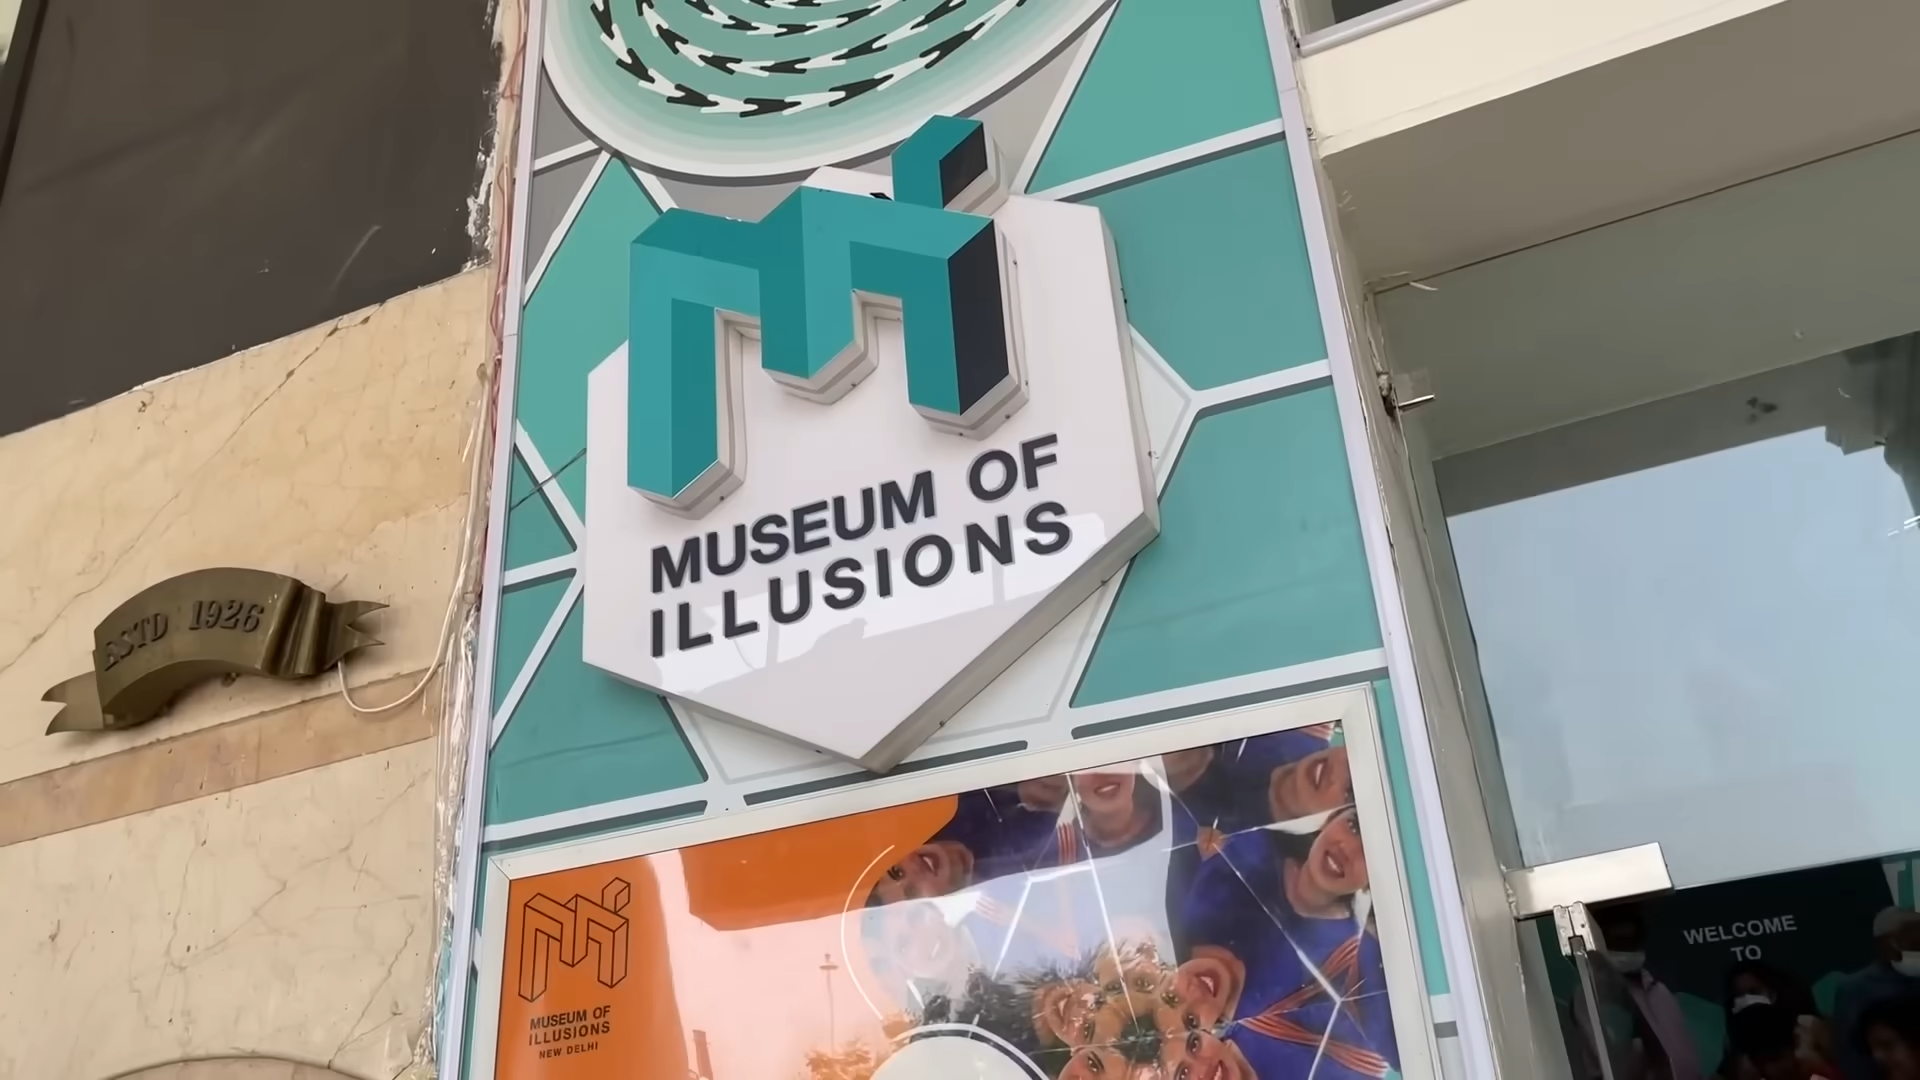 MUSEUM OF
ILLUSIONS
ESTD 1926
MUSEUM OF
ILLUSIONS
NEW DELHI
WELCOME
TO